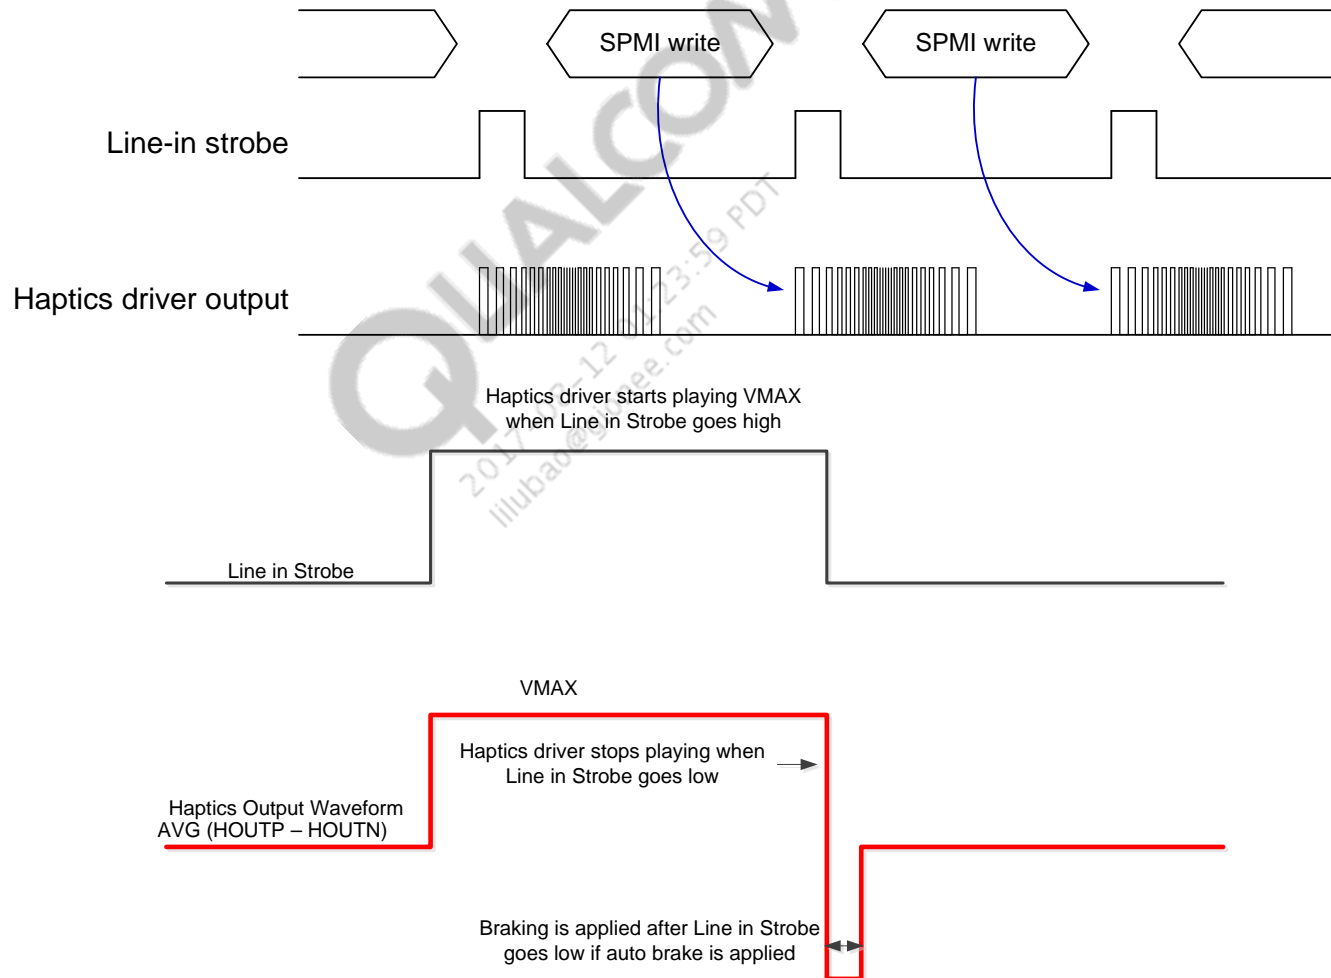 SPMI write
SPMI write
Line-in strobe
QUALCOM
2017-08-12 01:23:59 PDT
lilubao@gionee.com
Haptics driver output
Haptics driver starts playing VMAX
when Line in Strobe goes high
Line in Strobe
VMAX
Haptics driver stops playing when
Line in Strobe goes low
Haptics Output Waveform
AVG (HOUTP – HOUTN)
Braking is applied after Line in Strobe
goes low if auto brake is applied